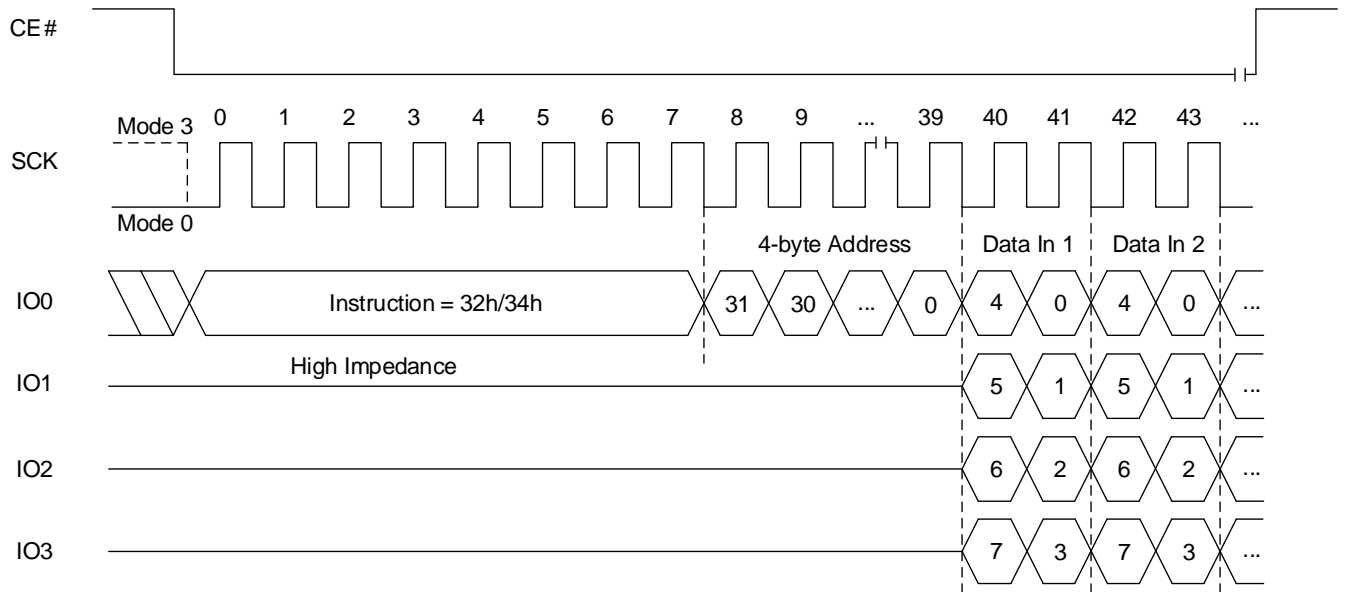 CE#
Mode 3 0 1 2 3 4 5 6 7 8 9 ... 39 40 41 42 43 ...
SCK
Mode 0
4-byte Address Data In 1 Data In 2
IO0 Instruction = 32h/34h 31 30 ... 0 4 0 4 0 ...
High Impedance
IO1 5 1 5 1 ...
IO2 6 2 6 2 ...
IO3 7 3 7 3 ...